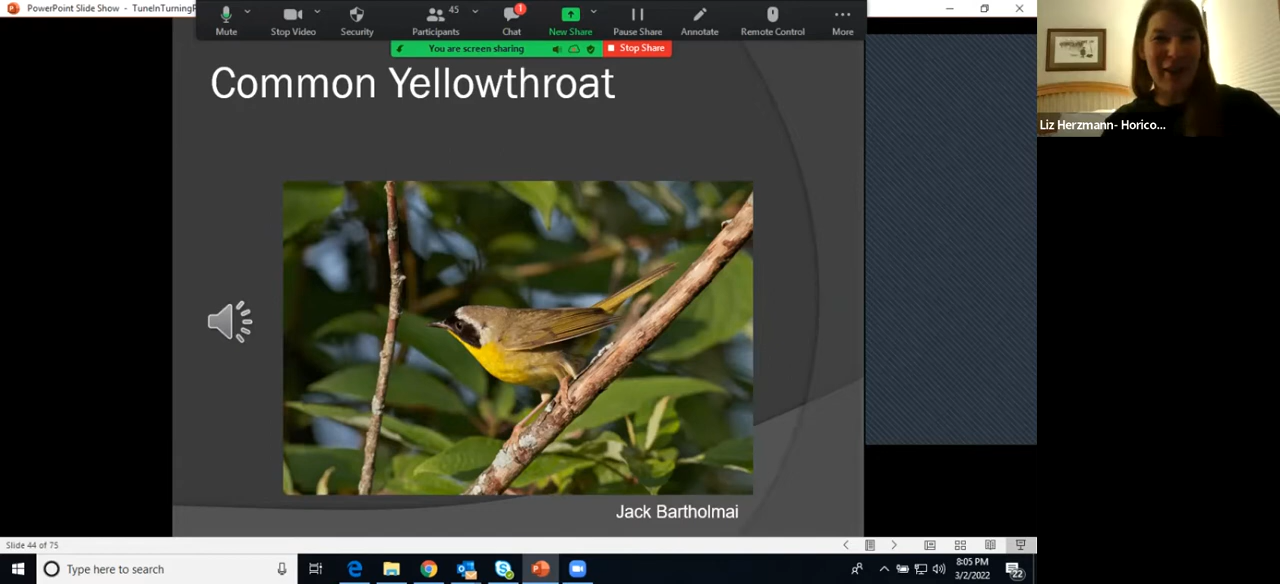 PowerPoint Slide Show - TuneInTurning
45
1
Mute
Stop Video
Security
Participants
Chat
New Share
Pause Share
Annotate
Remote Control
More
You are screen sharing
Stop Share
Common Yellowthroat
Liz Herzmann- Horico...
Jack Bartholmai
Slide 44 of 75
Type here to search
8:05 PM
3/2/2022
22